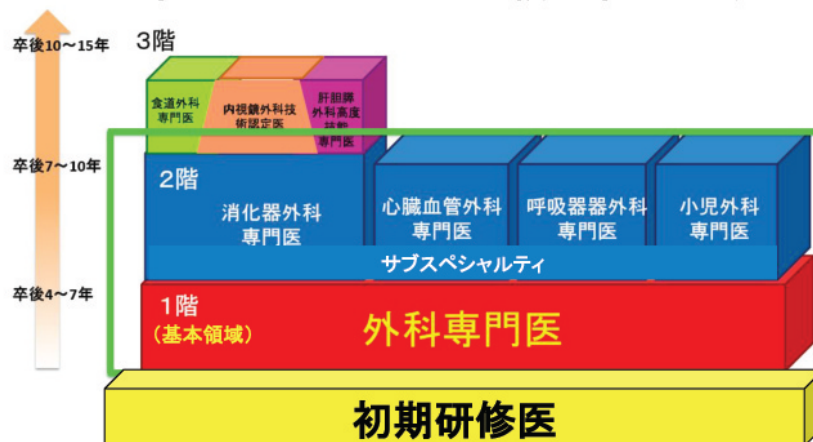 卒後10～15年
3階
食道外科
専門医
内視鏡外科技
術認定医
肝胆膵
外科高度
技能
専門医
卒後7～10年
2階
消化器外科
専門医
心臓血管外科
専門医
呼吸器器外科
専門医
小児外科
専門医
サブスペシャルティ
卒後4～7年
1階
（基本領域）
外科専門医
初期研修医